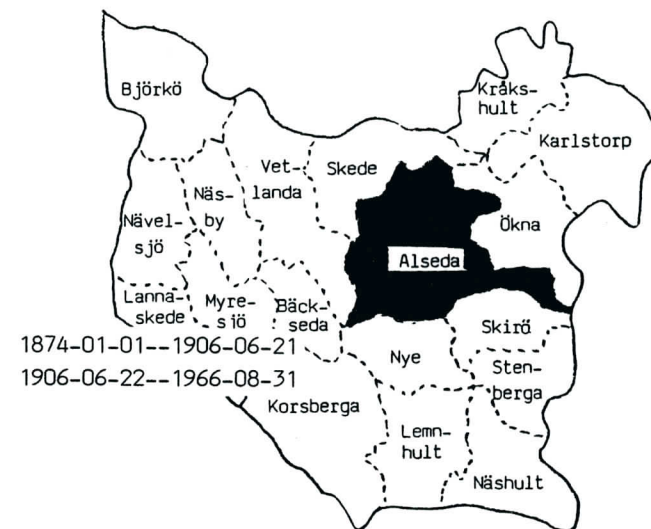 Björkö
Kråks-
hult
Karlstorp
Vet-
landa
Skede
Näs-
by
Nävel-
sjö
Ökna
Alseda
Lanna-
skede
Myre-
sjö
Bäck-
seda
Skirö
1874-01-01--1906-06-21
1906-06-22--1966-08-31
Nye
Sten-
berga
Korsberga
Lemn-
hult
Näshult